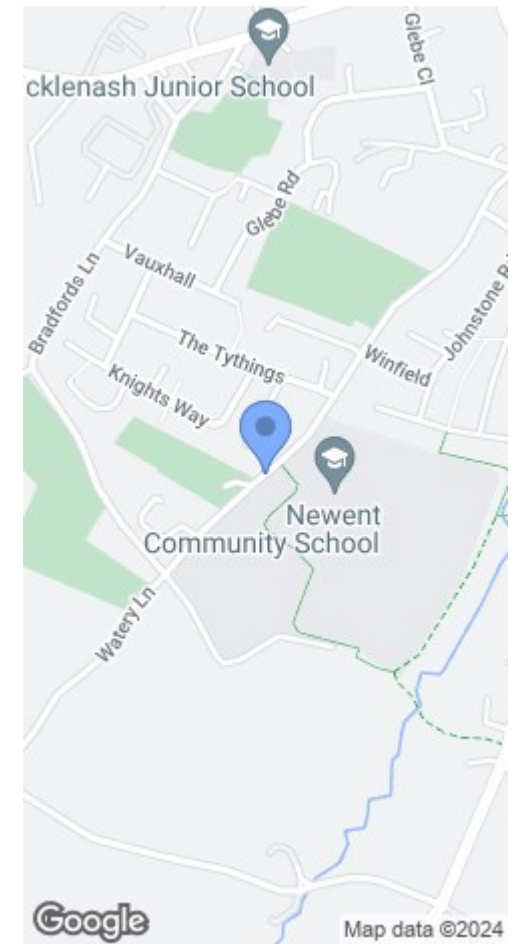 cklenash Junior School
Glebe Cl
Glebe Rd
Bradfords Ln
Vauxhall
Johnstone Rd
The Tythings
Winfield
Knights Way
Newent
Community School
Watery Ln
Google
Map data ©2024